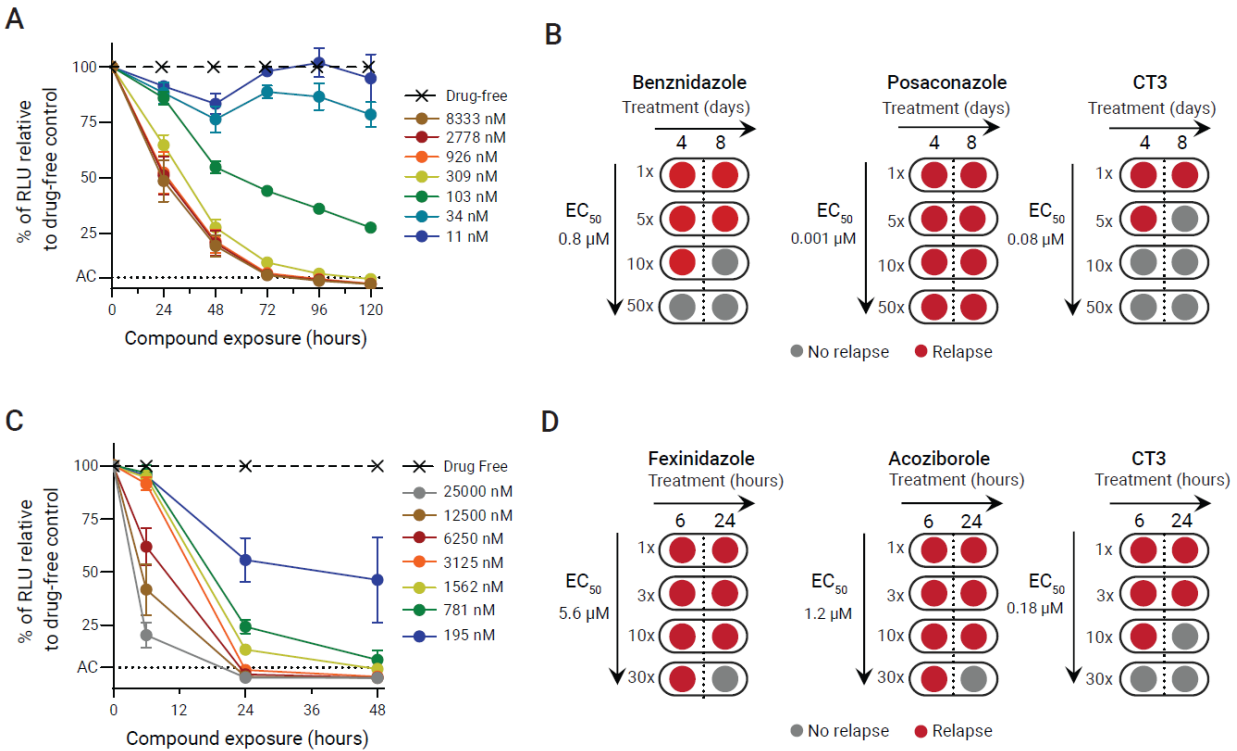 A
% of RLU relative
to drug-free control
100
75
50
25
AC
0 24 48 72 96 120
Compound exposure (hours)
Drug-free
8333 nM
2778 nM
926 nM
309 nM
103 nM
34 nM
11 nM
B
Benznidazole
Treatment (days)
4 8
EC50
0.8 µM
1x
5x
10x
50x
Posaconazole
Treatment (days)
4 8
EC50
0.001 µM
1x
5x
10x
50x
CT3
Treatment (days)
4 8
EC50
0.08 µM
1x
5x
10x
50x
No relapse Relapse
C
% of RLU relative
to drug-free control
100
75
50
25
AC
0 12 24 36 48
Compound exposure (hours)
Drug Free
25000 nM
12500 nM
6250 nM
3125 nM
1562 nM
781 nM
195 nM
D
Fexinidazole
Treatment (hours)
6 24
EC50
5.6 µM
1x
3x
10x
30x
Acoziborole
Treatment (hours)
6 24
EC50
1.2 µM
1x
3x
10x
30x
CT3
Treatment (hours)
6 24
EC50
0.18 µM
1x
3x
10x
30x
No relapse Relapse